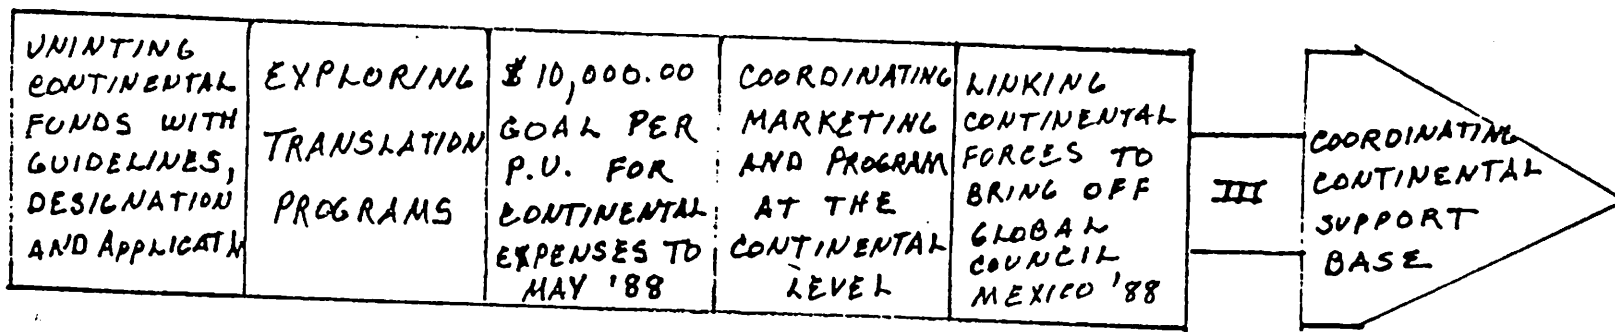 UNINTING
CONTINENTAL
FUNDS WITH
GUIDELINES,
DESIGNATION
AND APPLICATN
EXPLORING
TRANSLATION
PROGRAMS
$10,000.00
GOAL PER
P.U. FOR
CONTINENTAL
EXPENSES TO
MAY '88
COORDINATING
MARKETING
AND PROGRAM
AT THE
CONTINENTAL
LEVEL
LINKING
CONTINENTAL
FORCES TO
BRING OFF
GLOBAL
COUNCIL
MEXICO '88
III
COORDINATING
CONTINENTAL
SUPPORT
BASE